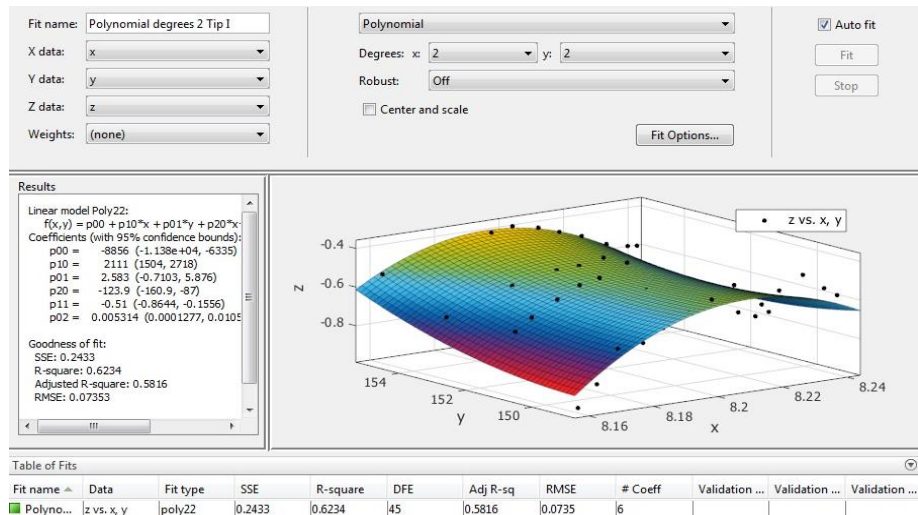 Fit name: Polynomial degrees 2 Tip I
X data: x
Y data: y
Z data: z
Weights: (none)
Polynomial
Degrees: x: 2 y: 2
Robust: Off
Center and scale
Fit Options...
Auto fit
Fit
Stop
Results
Linear model Poly22:
f(x,y) = p00 + p10*x + p01*y + p20*x
Coefficients (with 95% confidence bounds):
p00 = -8856 (-1.138e+04, -6335)
p10 = 2111 (1504, 2718)
p01 = 2.583 (-0.7103, 5.876)
p20 = -123.9 (-160.9, -87)
p11 = -0.51 (-0.8644, -0.1556)
p02 = 0.005314 (0.0001277, 0.0105
Goodness of fit:
SSE: 0.2433
R-square: 0.6234
Adjusted R-square: 0.5816
RMSE: 0.07353
z vs. x, y
-0.4
-0.6
-0.8
z
154
152
150
y
8.16
8.18
8.2
8.22
8.24
x
Table of Fits
Fit name Data Fit type SSE R-square DFE Adj R-sq RMSE # Coeff Validation ... Validation ... Validation ...
Polyno... z vs. x, y poly22 0.2433 0.6234 45 0.5816 0.0735 6